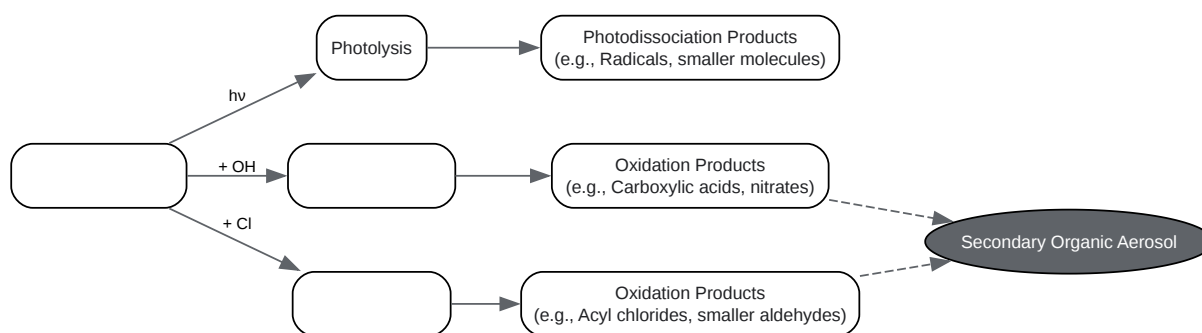 Photolysis
Photodissociation Products
(e.g., Radicals, smaller molecules)
hν
+ OH
Oxidation Products
(e.g., Carboxylic acids, nitrates)
+ Cl
Secondary Organic Aerosol
Oxidation Products
(e.g., Acyl chlorides, smaller aldehydes)